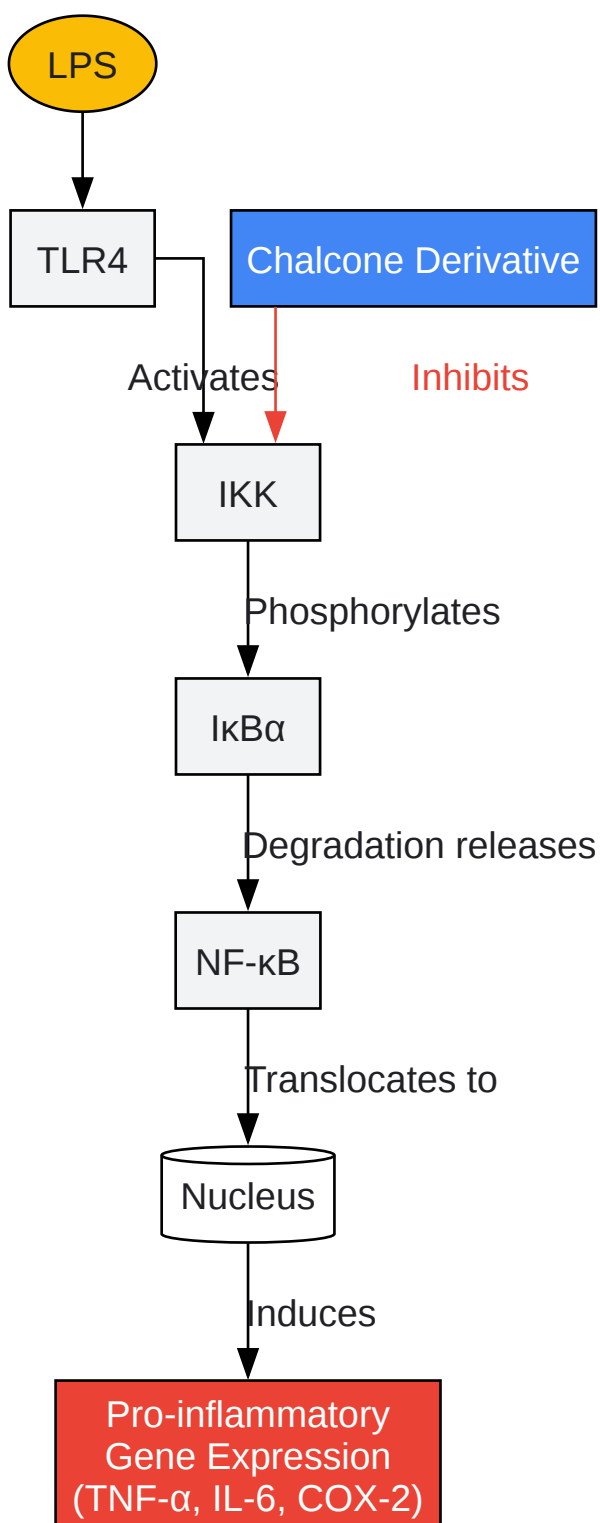 LPS
TLR4
Chalcone Derivative
Activates
Inhibits
IKK
Phosphorylates
IκBα
Degradation releases
NF-κB
Translocates to
Nucleus
Induces
Pro-inflammatory
Gene Expression
(TNF-α, IL-6, COX-2)